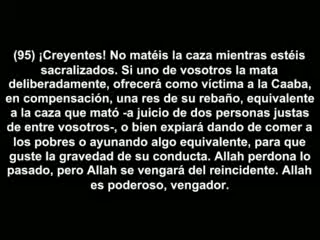 (95) ¡Creyentes! No matéis la caza mientras estéis
sacralizados. Si uno de vosotros la mata
deliberadamente, ofrecerá como víctima a la Caaba,
en compensación, una res de su rebaño, equivalente
a la caza que mató -a juicio de dos personas justas
de entre vosotros-, o bien expiará dando de comer a
los pobres o ayunando algo equivalente, para que
guste la gravedad de su conducta. Allah perdona lo
pasado, pero Allah se vengará del reincidente. Allah
es poderoso, vengador.